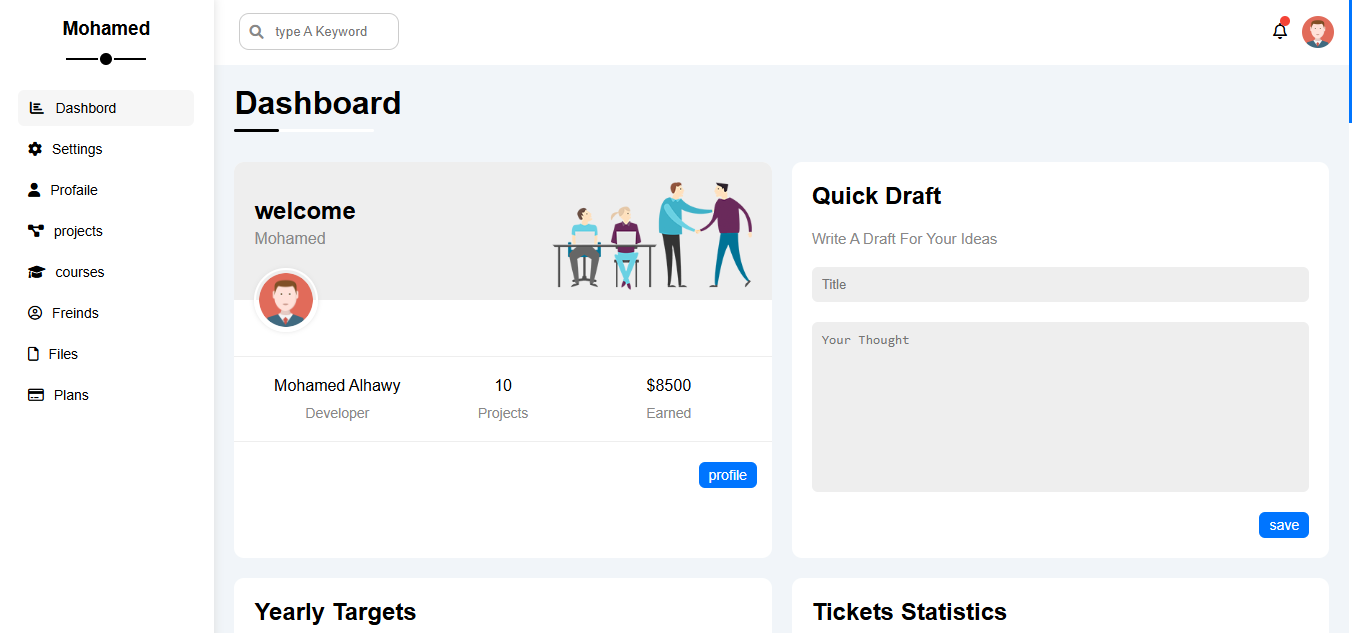 Mohamed
type A Keyword
Dashbord
Settings
Profaile
projects
courses
Freinds
Files
Plans
Dashboard
welcome
Mohamed
Mohamed Alhawy
Developer
10
Projects
$8500
Earned
profile
Quick Draft
Write A Draft For Your Ideas
Title
Your Thought
save
Yearly Targets
Tickets Statistics